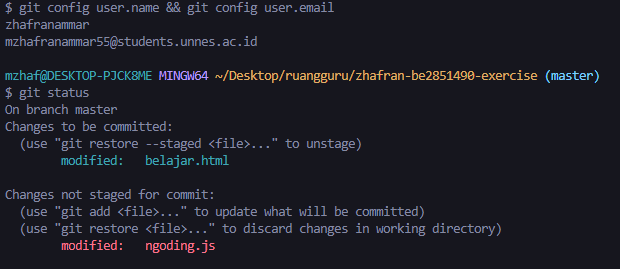 $ git config user.name && git config user.email
zhafranammar
mzhafranammar55@students.unnes.ac.id
mzhaf@DESKTOP-PJCK8ME MINGW64 ~/Desktop/ruangguru/zhafran-be2851490-exercise (master)
$ git status
On branch master
Changes to be committed:
  (use "git restore --staged <file>..." to unstage)
        modified:   belajar.html
Changes not staged for commit:
  (use "git add <file>..." to update what will be committed)
  (use "git restore <file>..." to discard changes in working directory)
        modified:   ngoding.js